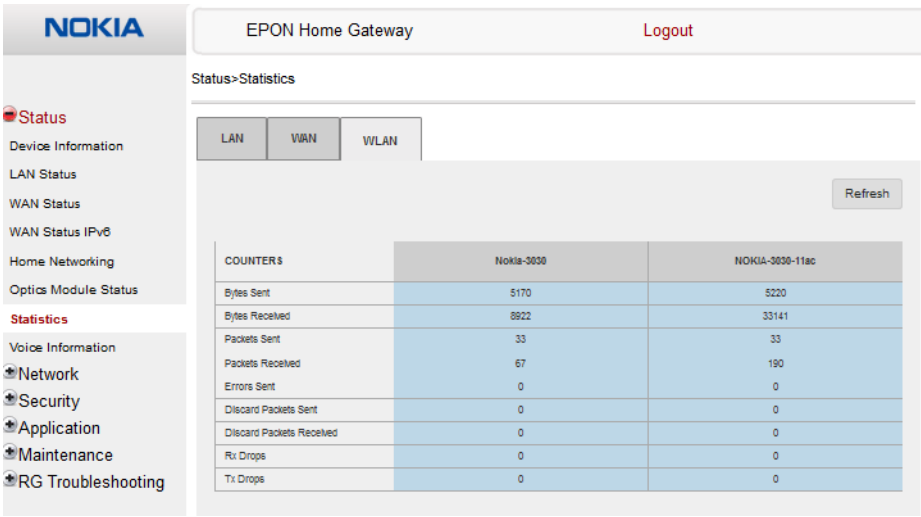 NOKIA
EPON Home Gateway Logout
Status>Statistics
Status
Device Information
LAN Status
WAN Status
WAN Status IPv6
Home Networking
Optics Module Status
Statistics
Voice Information
Network
Security
Application
Maintenance
RG Troubleshooting
LAN WAN WLAN
Refresh
COUNTERS Nokia-3030 NOKIA-3030-11ac
Bytes Sent 5170 5220
Bytes Received 8922 33141
Packets Sent 33 33
Packets Received 67 190
Errors Sent 0 0
Discard Packets Sent 0 0
Discard Packets Received 0 0
Rx Drops 0 0
Tx Drops 0 0